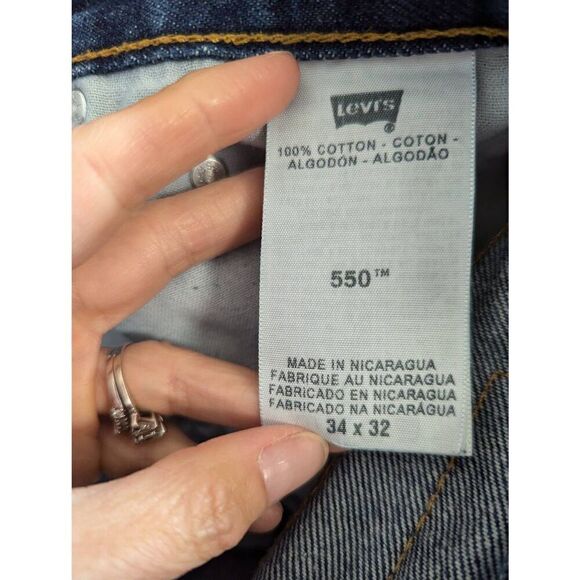 Levi's
®
100% COTTON - COTON -
ALGODÓN - ALGODÃO
550™
MADE IN NICARAGUA
FABRIQUE AU NICARAGUA
FABRICADO EN NICARAGUA
FABRICADO NA NICARÁGUA
34 x 32